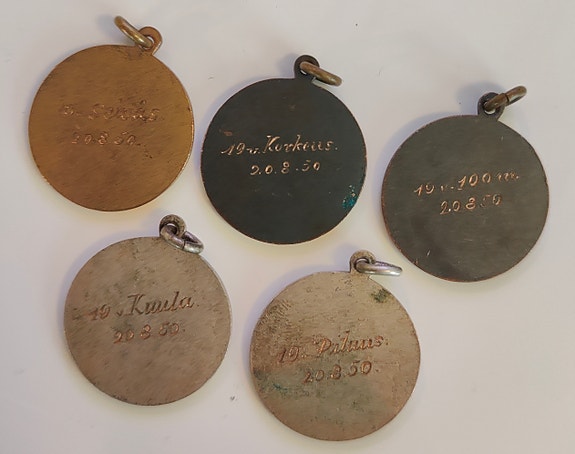 20.8.50.
19 v. Korkeus.
20.8.50
19 v. 100 m.
20.8.50
19 v. Kuula.
20.8.50.
19 v. Pituus.
20.8.50.